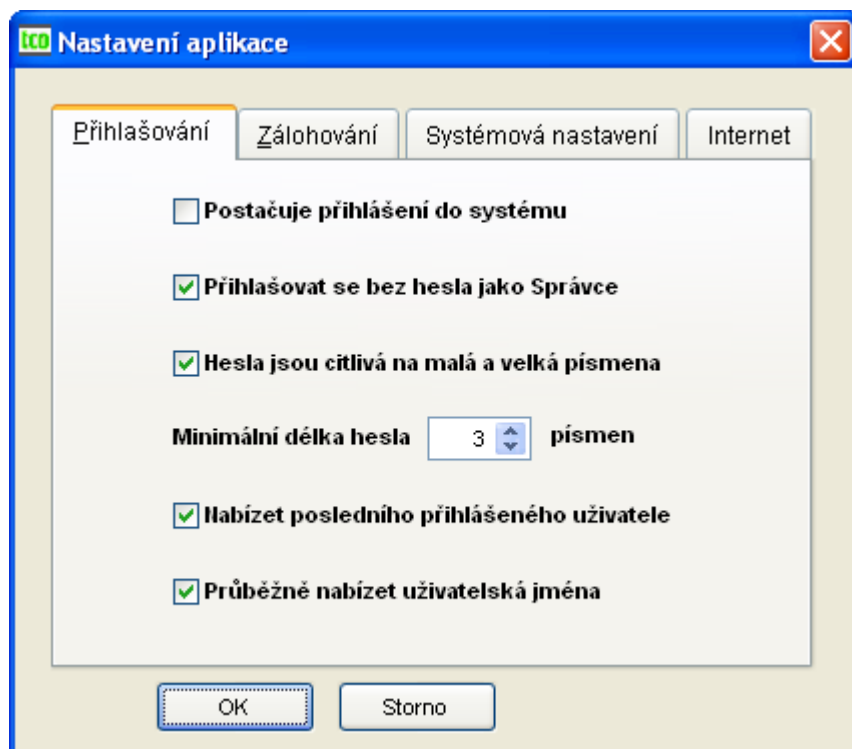 tco Nastavení aplikace
Přihlašování Zálohování Systémová nastavení Internet
Postačuje přihlášení do systému
Přihlašovat se bez hesla jako Správce
Hesla jsou citlivá na malá a velká písmena
Minimální délka hesla 3 písmen
Nabízet posledního přihlášeného uživatele
Průběžně nabízet uživatelská jména
OK Storno